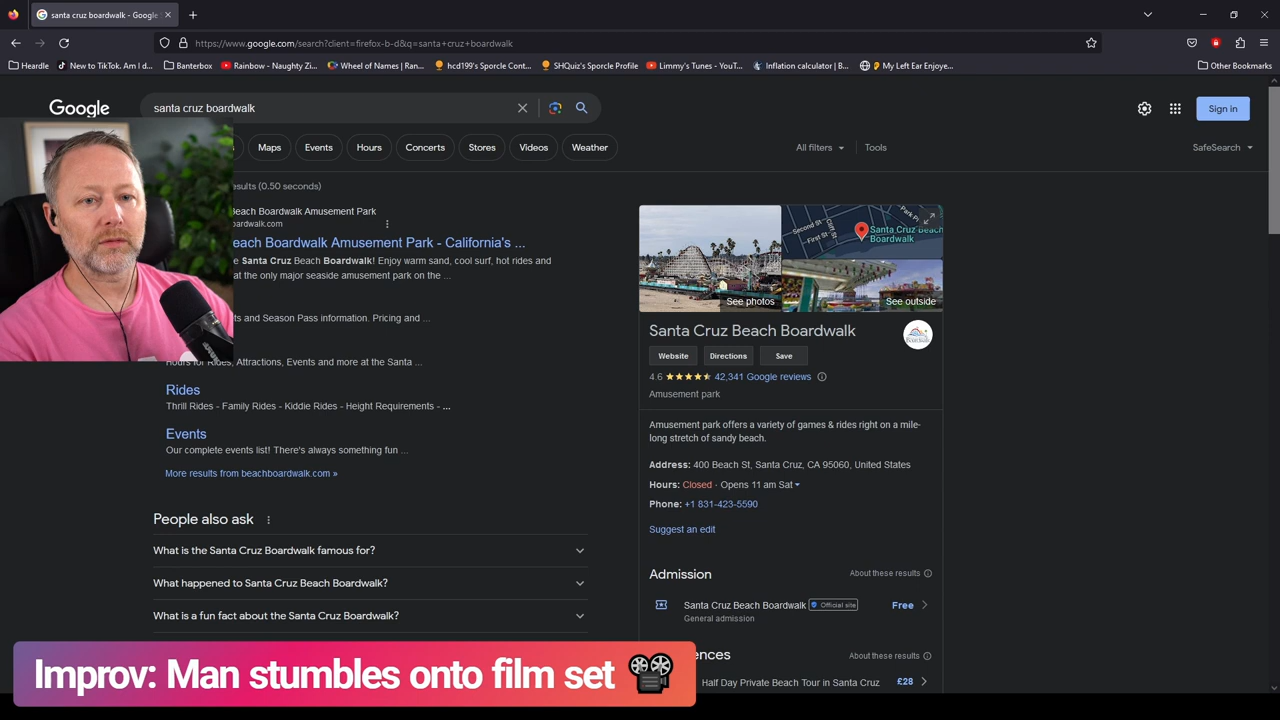 santa cruz boardwalk - Google
https://www.google.com/search?client=firefox-b-d&q=santa+cruz+boardwalk
Heardle
New to TikTok. Am I d...
Banterbox
Rainbow - Naughty Zi...
Wheel of Names | Ran...
hcd199's Sporcle Cont...
SHQuiz's Sporcle Profile
Limmy's Tunes - YouT...
Inflation calculator | B...
My Left Ear Enjoye...
Other Bookmarks
Google
santa cruz boardwalk
Sign in
Maps
Events
Hours
Concerts
Stores
Videos
Weather
All filters
Tools
SafeSearch
(0.50 seconds)
Beach Boardwalk Amusement Park
Boardwalk Amusement Park - California's ...
Santa Cruz Beach Boardwalk! Enjoy warm sand, cool surf, hot rides and
at the only major seaside amusement park on the ...
and Season Pass information. Pricing and ...
Hours for Rides, Attractions, Events and more at the Santa ...
Rides
Thrill Rides - Family Rides - Kiddie Rides - Height Requirements - ...
Events
Our complete events list! There's always something fun ...
More results from beachboardwalk.com »
People also ask
What is the Santa Cruz Boardwalk famous for?
What happened to Santa Cruz Beach Boardwalk?
What is a fun fact about the Santa Cruz Boardwalk?
Second St
Cliff St
First St
Santa Cruz Beach
Boardwalk
See photos
See outside
Santa Cruz Beach Boardwalk
Website
Directions
Save
4.6
42,341 Google reviews
Amusement park
Amusement park offers a variety of games & rides right on a mile-
long stretch of sandy beach.
Address: 400 Beach St, Santa Cruz, CA 95060, United States
Hours: Closed · Opens 11 am Sat
Phone: +1 831-423-5590
Suggest an edit
Admission
About these results
Santa Cruz Beach Boardwalk
Official site
Free
General admission
About these results
Half Day Private Beach Tour in Santa Cruz
£28
Improv: Man stumbles onto film set